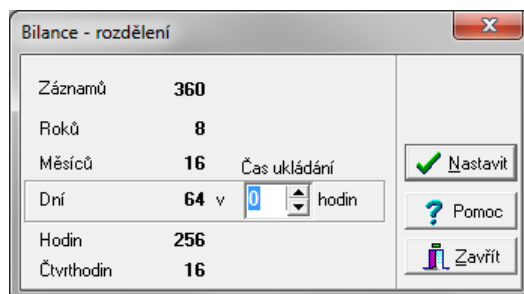 Bilance - rozdělení
Záznamů 360
Roků 8
Měsíců 16 Čas ukládání
Dní 64 v 0 hodin
Hodin 256
Čtvrthodin 16
Nastavit
Pomoc
Zavřít